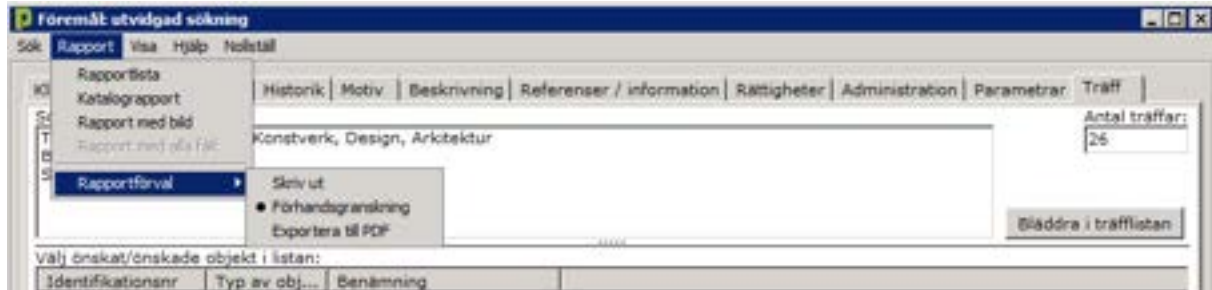 Föremål: utvidgad sökning
Sök Rapport Visa Hjälp Nollställ
Rapportlista
Katalograpport
Rapport med bild
Rapport med alla fält
Rapportförval
Skriv ut
Förhandsgranskning
Exportera till PDF
Historik Motiv Beskrivning Referenser / information Rättigheter Administration Parametrar Träff
Konstverk, Design, Arkitektur
Antal träffar:
26
Bläddra i träfflistan
Välj önskat/önskade objekt i listan:
Identifikationsnr Typ av obj... Benämning